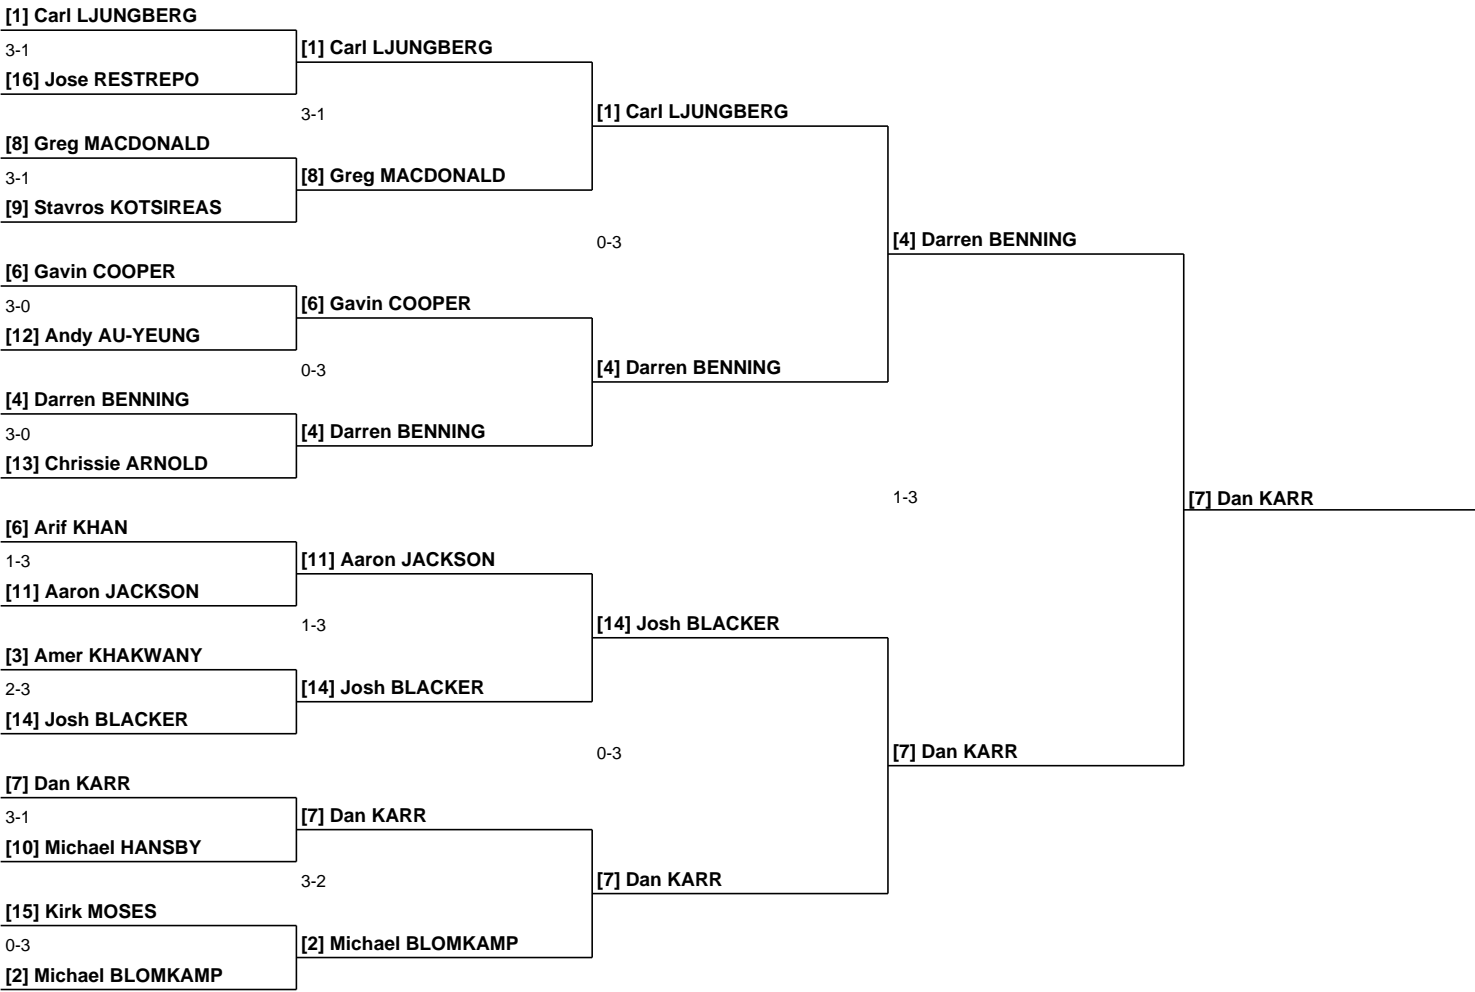 [1] Carl LJUNGBERG
3-1
[16] Jose RESTREPO
[8] Greg MACDONALD
3-1
[9] Stavros KOTSIREAS
[6] Gavin COOPER
3-0
[12] Andy AU-YEUNG
[4] Darren BENNING
3-0
[13] Chrissie ARNOLD
[6] Arif KHAN
1-3
[11] Aaron JACKSON
[3] Amer KHAKWANY
2-3
[14] Josh BLACKER
[7] Dan KARR
3-1
[10] Michael HANSBY
[15] Kirk MOSES
0-3
[2] Michael BLOMKAMP
[1] Carl LJUNGBERG
3-1
[8] Greg MACDONALD
[6] Gavin COOPER
0-3
[4] Darren BENNING
[11] Aaron JACKSON
1-3
[14] Josh BLACKER
[7] Dan KARR
3-2
[2] Michael BLOMKAMP
[1] Carl LJUNGBERG
0-3
[4] Darren BENNING
[14] Josh BLACKER
0-3
[7] Dan KARR
[4] Darren BENNING
1-3
[7] Dan KARR
[7] Dan KARR